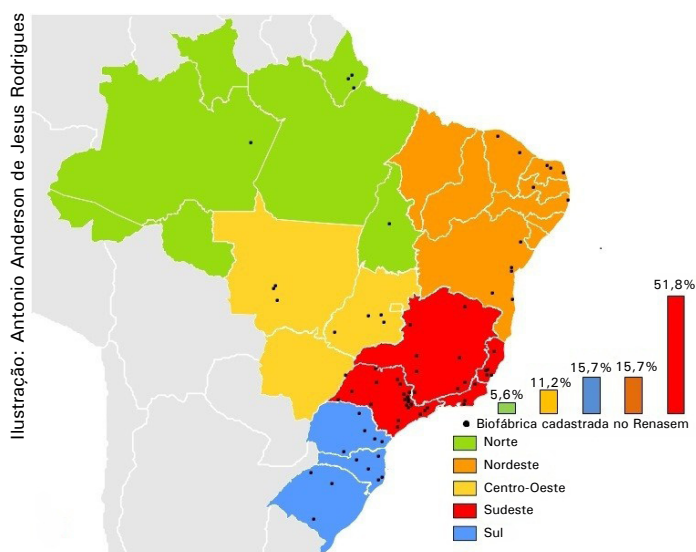 Ilustração: Antonio Anderson de Jesus Rodrigues
51,8%
15,7%
15,7%
11,2%
5,6%
Biofábrica cadastrada no Renasem
Norte
Nordeste
Centro-Oeste
Sudeste
Sul